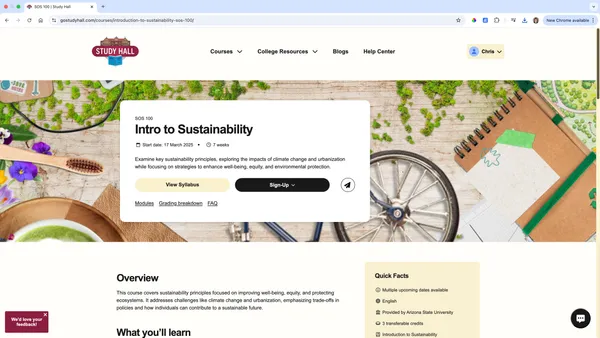 SOS 100 | Study Hall
gostudyhall.com/courses/introduction-to-sustainability-sos-100/
New Chrome available
STUDY HALL
Courses
College Resources
Blogs
Help Center
Chris
SOS 100
Intro to Sustainability
Start date: 17 March 2025 • 7 weeks
Examine key sustainability principles, exploring the impacts of climate change and urbanization
while focusing on strategies to enhance well-being, equity, and environmental protection.
View Syllabus
Sign-Up
Modules
Grading breakdown
FAQ
Overview
This course covers sustainability principles focused on improving well-being, equity, and protecting
ecosystems. It addresses challenges like climate change and urbanization, emphasizing trade-offs in
policies and how individuals can contribute to a sustainable future.
What you'll learn
Quick Facts
Multiple upcoming dates available
English
Provided by Arizona State University
3 transferable credits
Introduction to Sustainability
We'd love your
feedback!